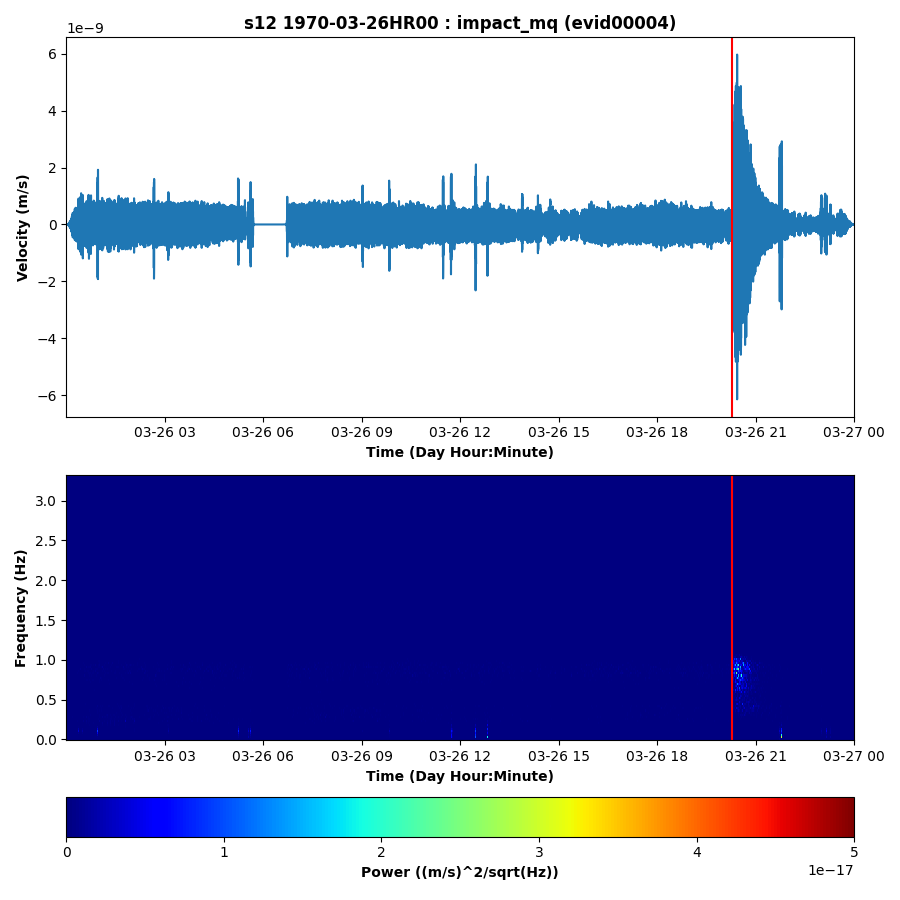 s12 1970-03-26HR00 : impact_mq (evid00004)
1e−9
6
4
2
0
−2
−4
−6
Velocity (m/s)
03-26 03 03-26 06 03-26 09 03-26 12 03-26 15 03-26 18 03-26 21 03-27 00
Time (Day Hour:Minute)
3.0
2.5
2.0
1.5
1.0
0.5
0.0
Frequency (Hz)
03-26 03 03-26 06 03-26 09 03-26 12 03-26 15 03-26 18 03-26 21 03-27 00
Time (Day Hour:Minute)
0 1 2 3 4 5
1e−17
Power ((m/s)^2/sqrt(Hz))